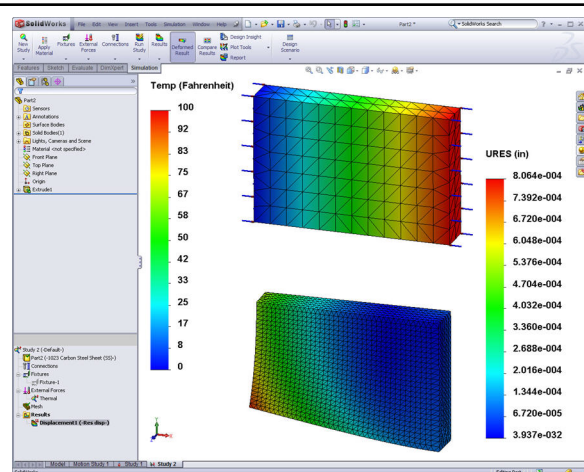 SolidWorks File Edit View Insert Tools Simulation Window Help Part2 * SolidWorks Search
New Study
Apply Material
Fixtures
External Forces
Connections
Run Study
Results
Deformed Result
Compare Results
Design Insight
Plot Tools
Report
Design Scenario
Features Sketch Evaluate DimXpert Simulation
Part2
Sensors
Annotations
Surface Bodies
Solid Bodies(1)
Lights, Cameras and Scene
Material <not specified>
Front Plane
Top Plane
Right Plane
Origin
Extrude1
Temp (Fahrenheit)
100
92
83
75
67
58
50
42
33
25
17
8
0
URES (in)
8.064e-004
7.392e-004
6.720e-004
6.048e-004
5.376e-004
4.704e-004
4.032e-004
3.360e-004
2.688e-004
2.016e-004
1.344e-004
6.720e-005
3.937e-032
Study 2 (-Default-)
Part2 (-1023 Carbon Steel Sheet (SS)-)
Connections
Fixtures
Fixture-1
External Forces
Thermal
Mesh
Results
Displacement1 (-Res disp-)
Model Motion Study 1 Study 1 Study 2
SolidWorks Editing Part